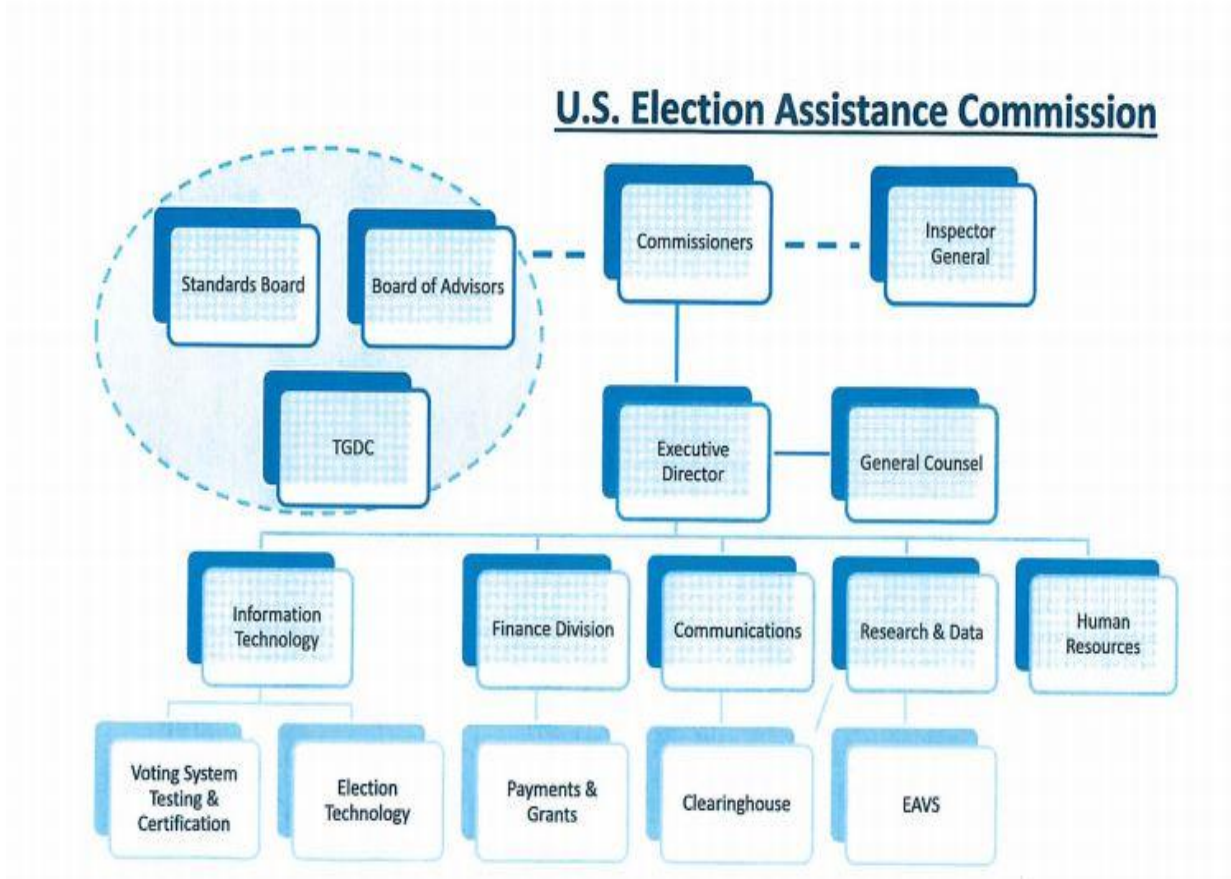 U.S. Election Assistance Commission
Standards Board
Board of Advisors
Commissioners
Inspector
General
TGDC
Executive
Director
General Counsel
Information
Technology
Finance Division
Communications
Research & Data
Human
Resources
Voting System
Testing &
Certification
Election
Technology
Payments &
Grants
Clearinghouse
EAVS